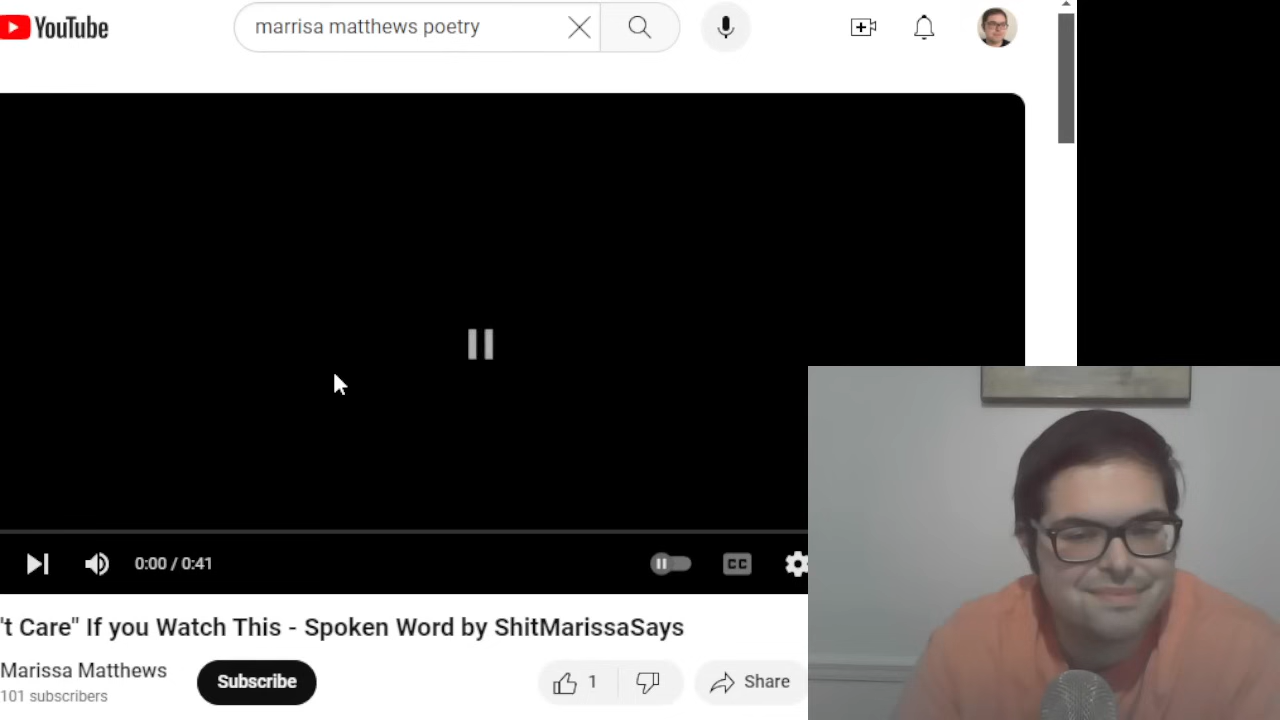 YouTube
marrisa matthews poetry
0:00 / 0:41
CC
't Care" If you Watch This - Spoken Word by ShitMarissaSays
Marissa Matthews
101 subscribers
Subscribe
1
Share